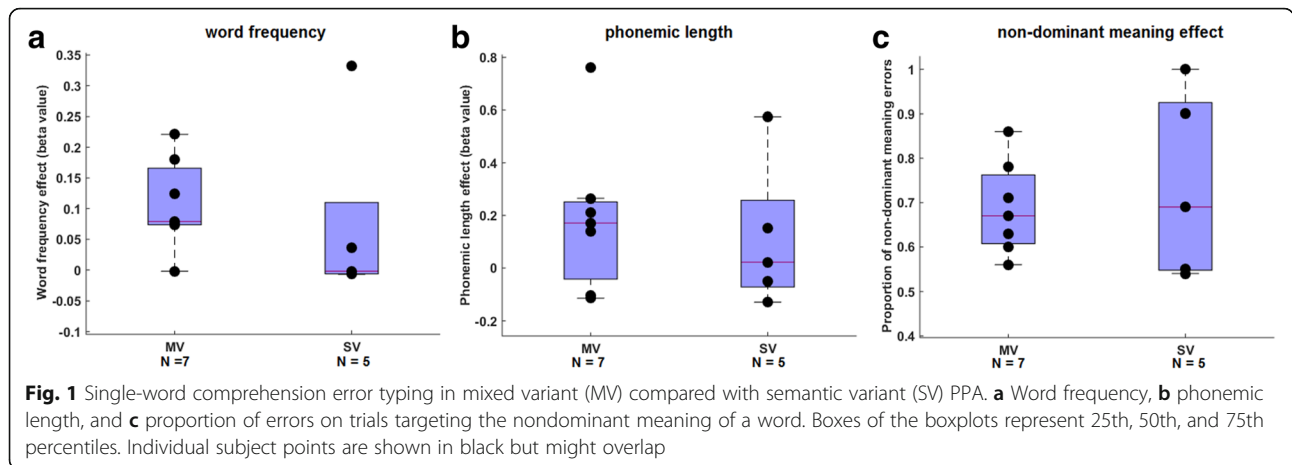 a
word frequency
Word frequency effect (beta value)
0.35
0.3
0.25
0.2
0.15
0.1
0.05
0
-0.05
-0.1
MV
N =7
SV
N = 5
b
phonemic length
Phonemic length effect (beta value)
0.8
0.6
0.4
0.2
0
-0.2
MV
N = 7
SV
N = 5
c
non-dominant meaning effect
Proportion of non-dominant meaning errors
1
0.9
0.8
0.7
0.6
0.5
0.4
MV
N = 7
SV
N = 5
Fig. 1 Single-word comprehension error typing in mixed variant (MV) compared with semantic variant (SV) PPA. a Word frequency, b phonemic
length, and c proportion of errors on trials targeting the nondominant meaning of a word. Boxes of the boxplots represent 25th, 50th, and 75th
percentiles. Individual subject points are shown in black but might overlap